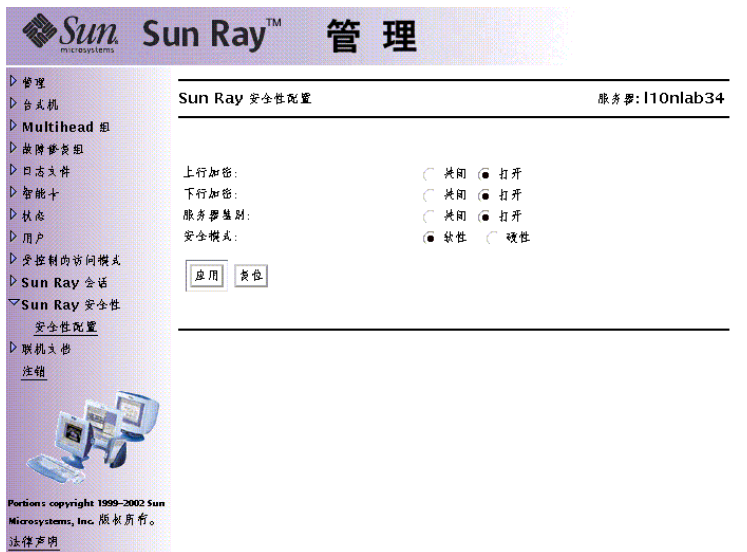 Sun microsystems Sun Ray™ 管理
管理
台式机
Multihead 组
故障修复组
日志文件
智能卡
状态
用户
受控制的访问模式
Sun Ray 会话
Sun Ray 安全性
安全性配置
联机文档
注销
Portions copyright 1999–2002 Sun
Microsystems, Inc. 版权所有。
法律声明
Sun Ray 安全性配置 服务器: l10nlab34
上行加密: 关闭 打开
下行加密: 关闭 打开
服务器鉴别: 关闭 打开
安全模式: 软性 硬性
应用 复位